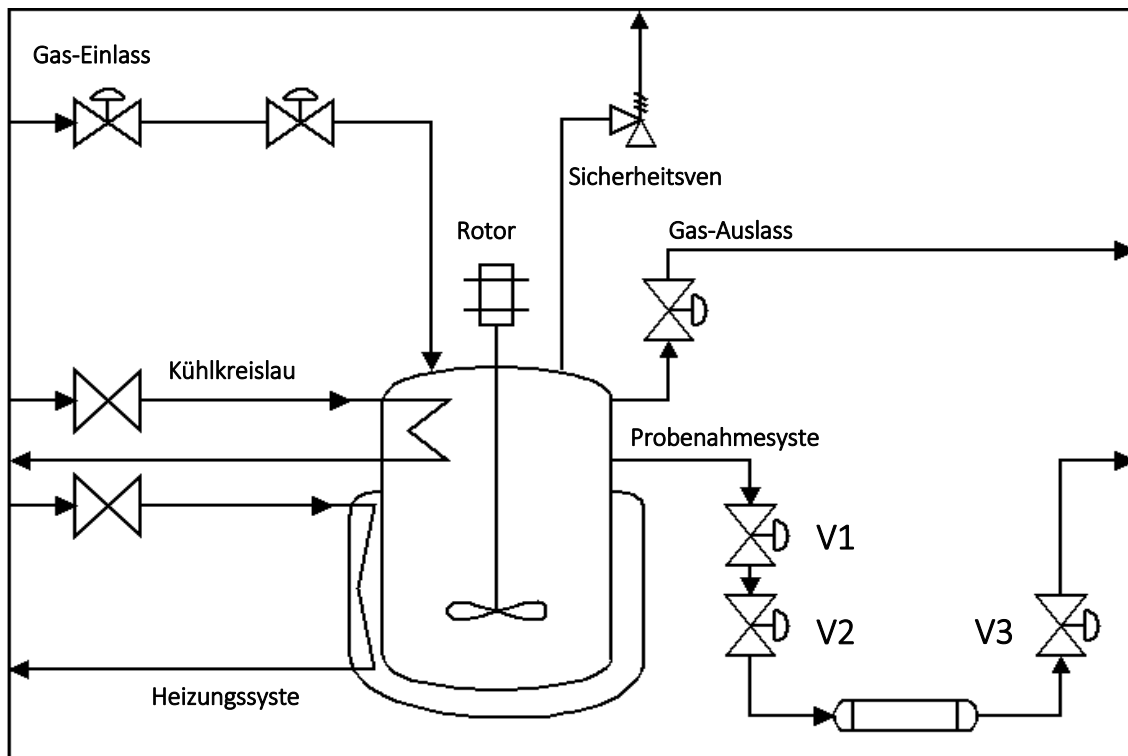 Gas-Einlass
Sicherheitsven
Rotor
Gas-Auslass
Kühlkreislau
Probenahmesyste
V1
V2
V3
Heizungssyste